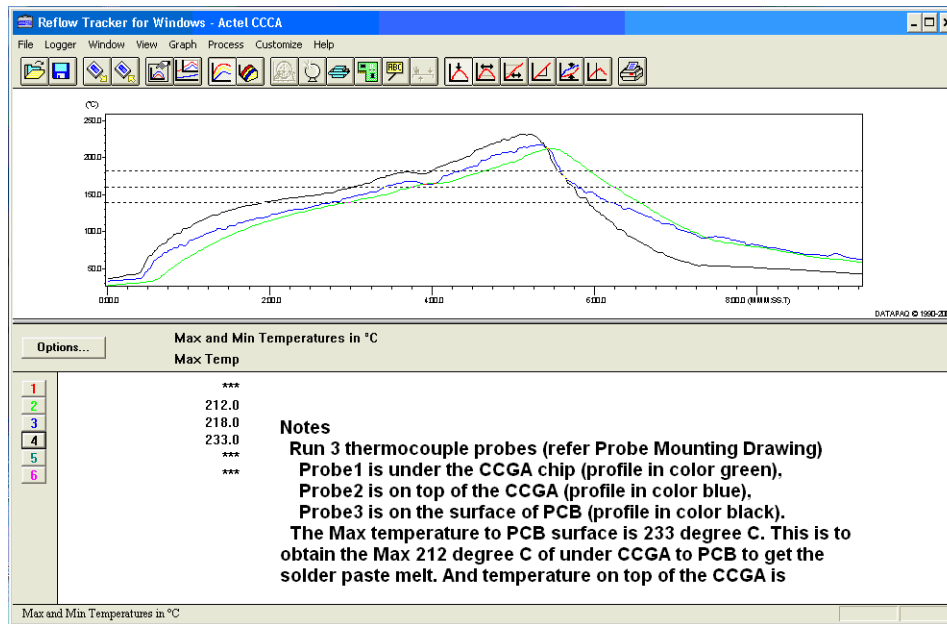 Reflow Tracker for Windows - Actel CCCA
File Logger Window View Graph Process Customize Help
ABC
(°C)
250.0
200.0
150.0
100.0
50.0
0:00.0 2:00.0 4:00.0 6:00.0 8:00.0
Options...
Max and Min Temperatures in °C
Max Temp
1 ***
2 212.0
3 218.0
4 233.0
5 ***
6 ***
Notes
Run 3 thermocouple probes (refer Probe Mounting Drawing)
Probe1 is under the CCGA chip (profile in color green),
Probe2 is on top of the CCGA (profile in color blue),
Probe3 is on the surface of PCB (profile in color black).
The Max temperature to PCB surface is 233 degree C. This is to
obtain the Max 212 degree C of under CCGA to PCB to get the
solder paste melt. And temperature on top of the CCGA is
Max and Min Temperatures in °C